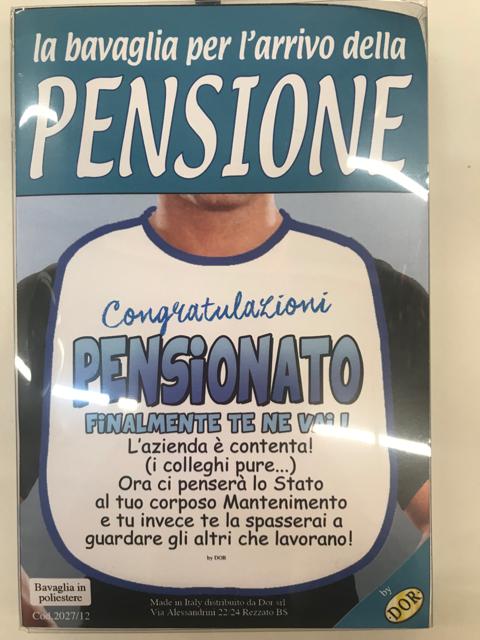 la bavaglia per l'arrivo della
PENSIONE
Congratulazioni
PENSiONATO
FiNALMENTE TE NE VAI!
L'azienda è contenta!
(i colleghi pure...)
Ora ci penserà lo Stato
al tuo corposo Mantenimento
e tu invece te la spasserai a
guardare gli altri che lavorano!
by DOR
Bavaglia in
poliestere
Cod.2027/12
Made in Italy distribuito da Dor srl
Via Alessandrini 22-24 Rezzato BS
by
DOR